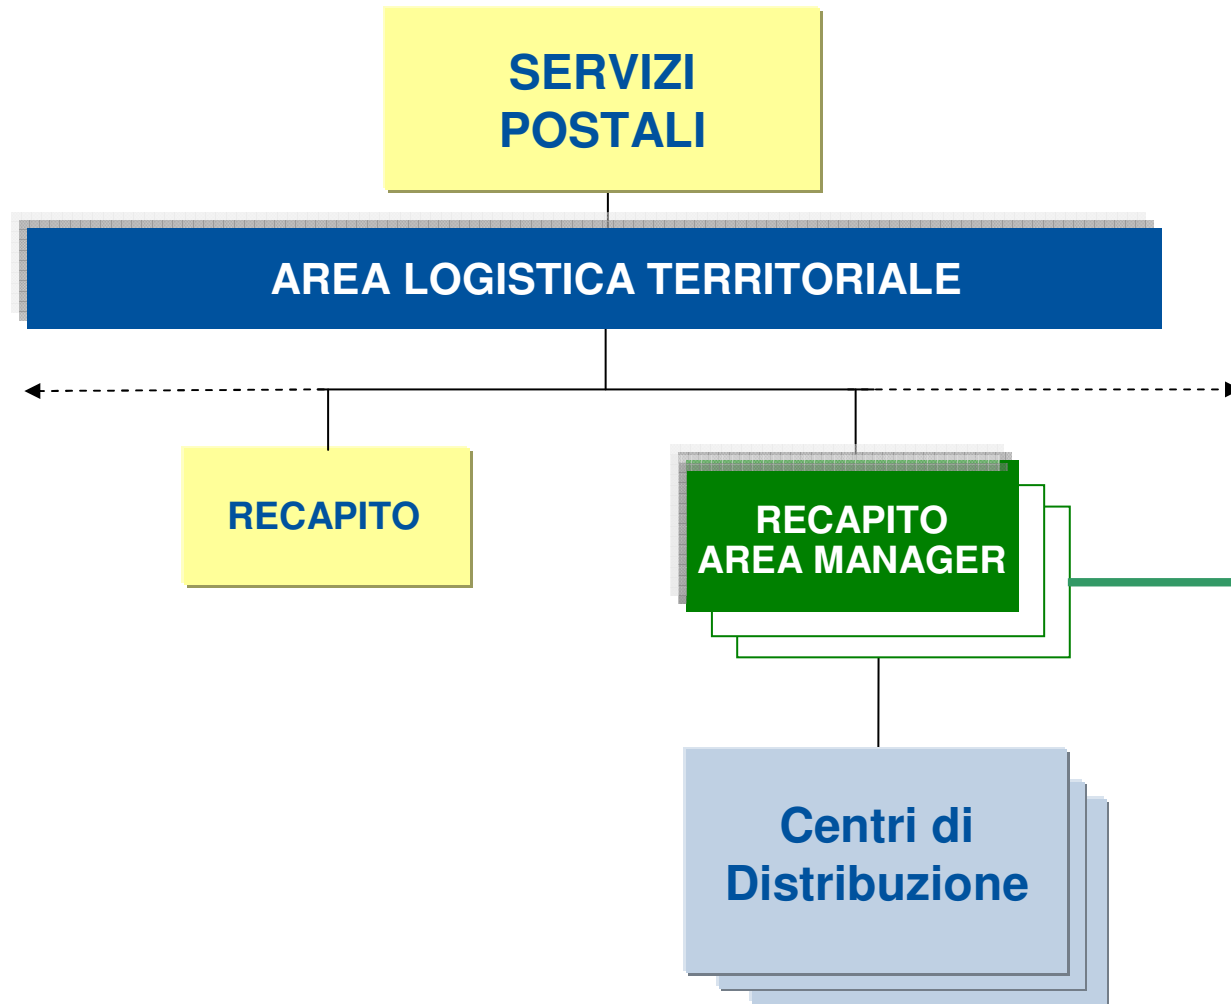 SERVIZI
POSTALI
AREA LOGISTICA TERRITORIALE
RECAPITO
RECAPITO
AREA MANAGER
Centri di
Distribuzione